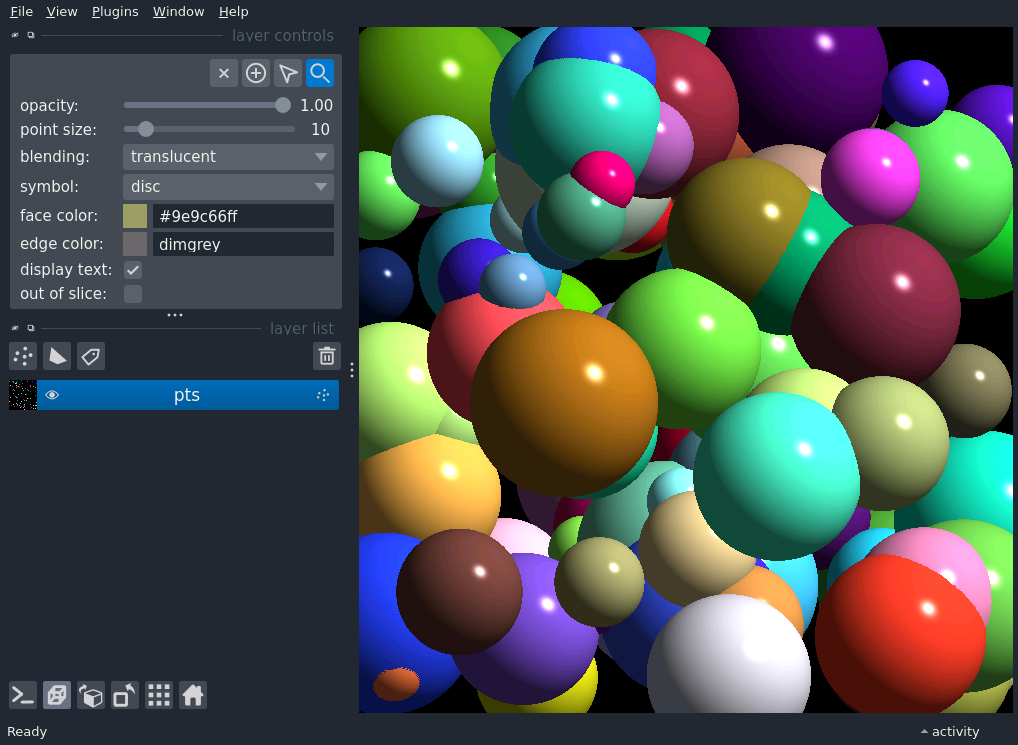 File View Plugins Window Help
layer controls
opacity: 1.00
point size: 10
blending: translucent
symbol: disc
face color: #9e9c66ff
edge color: dimgrey
display text:
out of slice:
layer list
pts
Ready activity